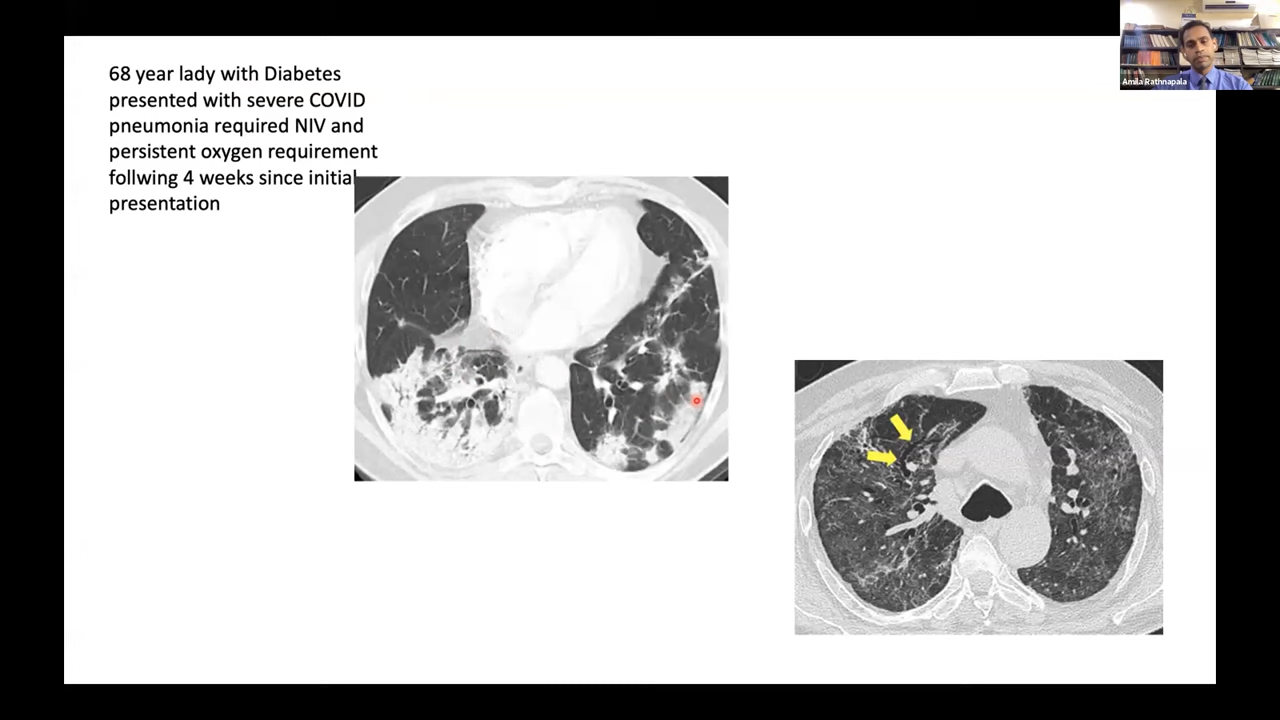 68 year lady with Diabetes
presented with severe COVID
pneumonia required NIV and
persistent oxygen requirement
follwing 4 weeks since initial
presentation
Amila Rathnapala